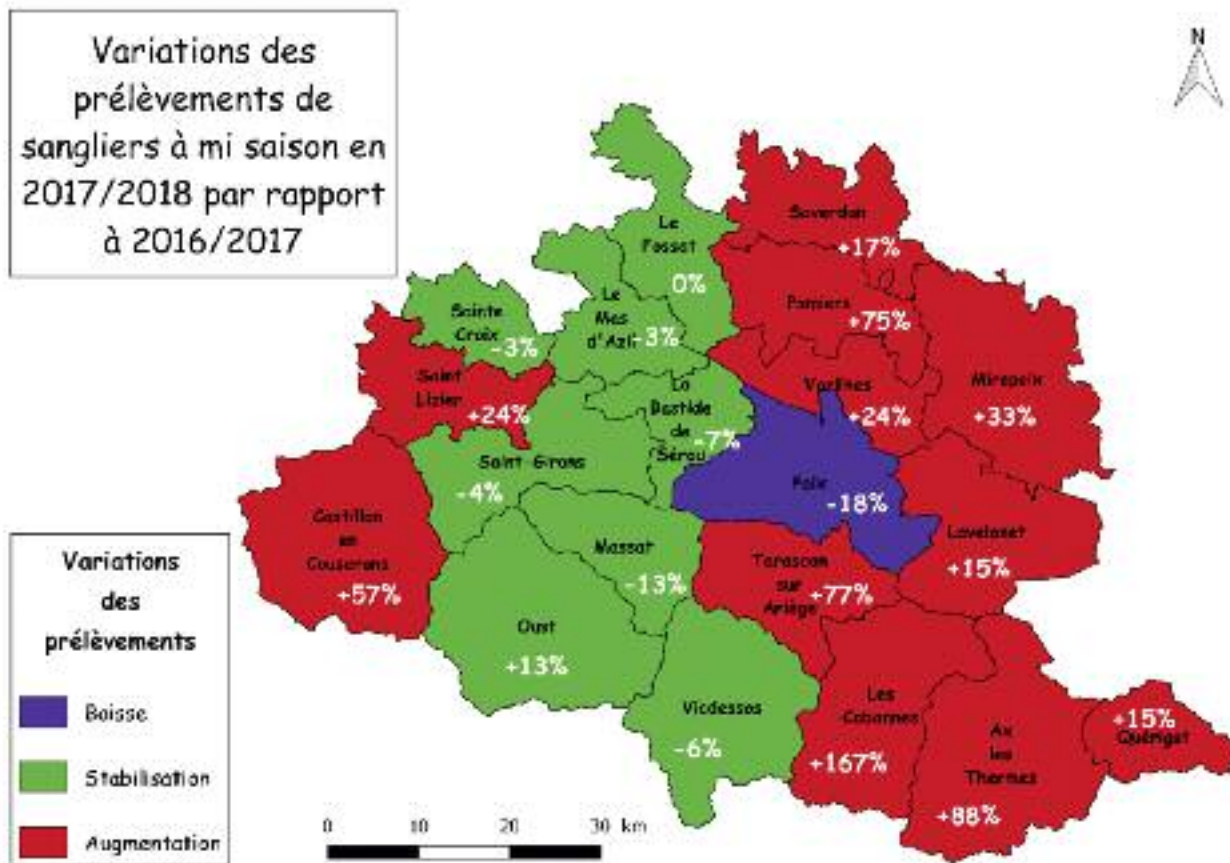 Variations des
prélèvements de
sangliers à mi saison en
2017/2018 par rapport
à 2016/2017
N
Saverdun
+17%
Le
Fossat
0%
Pamiers
+75%
Sainte
Croix
-3%
Le
Mas
d'Azil
-3%
Saint
Lizier
+24%
La
Bastide
de
Sérou
-7%
Varilhes
+24%
Mirepoix
+33%
Saint-Girons
-4%
Foix
-18%
Castillon
en
Couserans
+57%
Massat
-13%
Lavelanet
+15%
Tarascon
sur
Ariège
+77%
Oust
+13%
Vicdessos
-6%
Les
Cabannes
+167%
Ax
les
Thermes
+88%
+15%
Quérigut
Variations
des
prélèvements
Baisse
Stabilisation
Augmentation
0 10 20 30 km